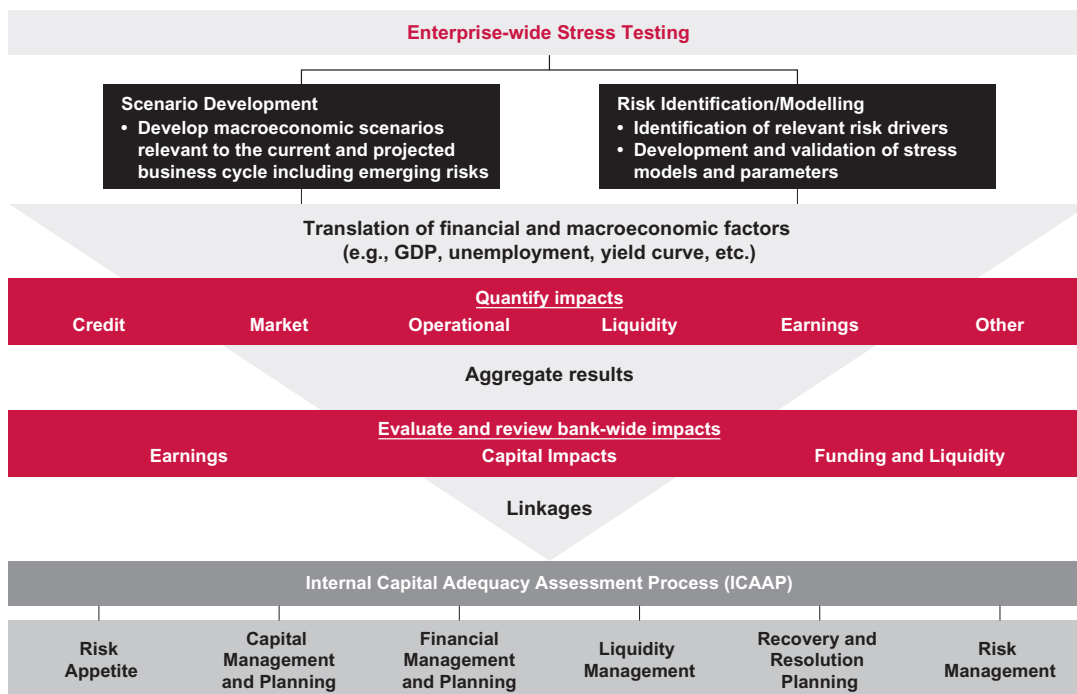 Enterprise-wide Stress Testing
Scenario Development
• Develop macroeconomic scenarios
relevant to the current and projected
business cycle including emerging risks
Risk Identification/Modelling
• Identification of relevant risk drivers
• Development and validation of stress
models and parameters
Translation of financial and macroeconomic factors
(e.g., GDP, unemployment, yield curve, etc.)
Quantify impacts
Credit Market Operational Liquidity Earnings Other
Aggregate results
Evaluate and review bank-wide impacts
Earnings Capital Impacts Funding and Liquidity
Linkages
Internal Capital Adequacy Assessment Process (ICAAP)
Risk
Appetite
Capital
Management
and Planning
Financial
Management
and Planning
Liquidity
Management
Recovery and
Resolution
Planning
Risk
Management